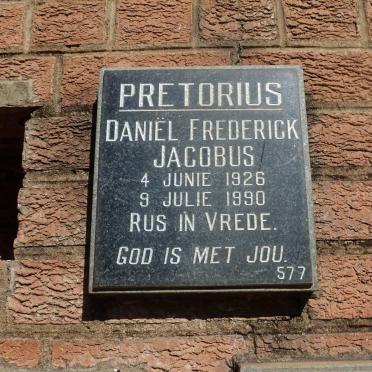 PRETORIUS
DANIËL FREDERICK
JACOBUS
4 JUNIE 1926
9 JULIE 1990
RUS IN VREDE.
GOD IS MET JOU.
577